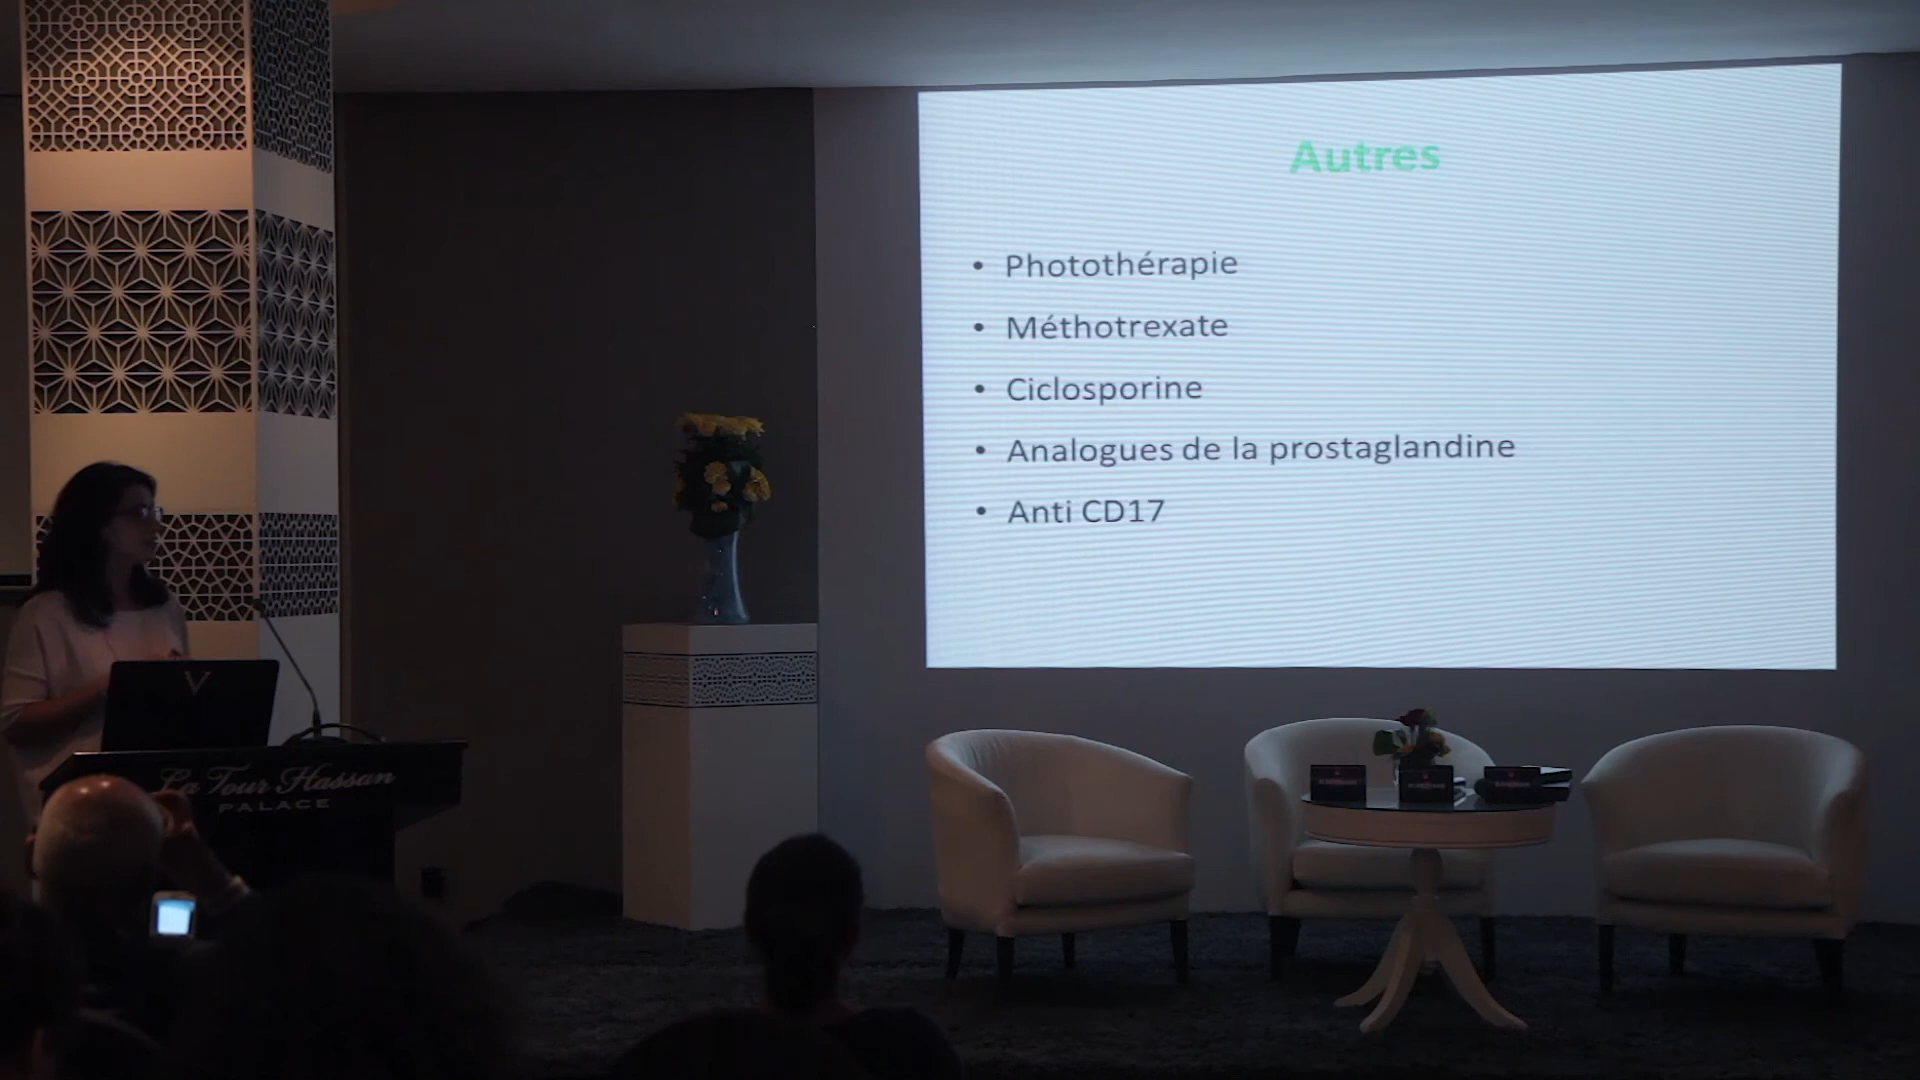 Autres
• Photothérapie
• Méthotrexate
• Ciclosporine
• Analogues de la prostaglandine
• Anti CD17
La Tour Hassan
PALACE